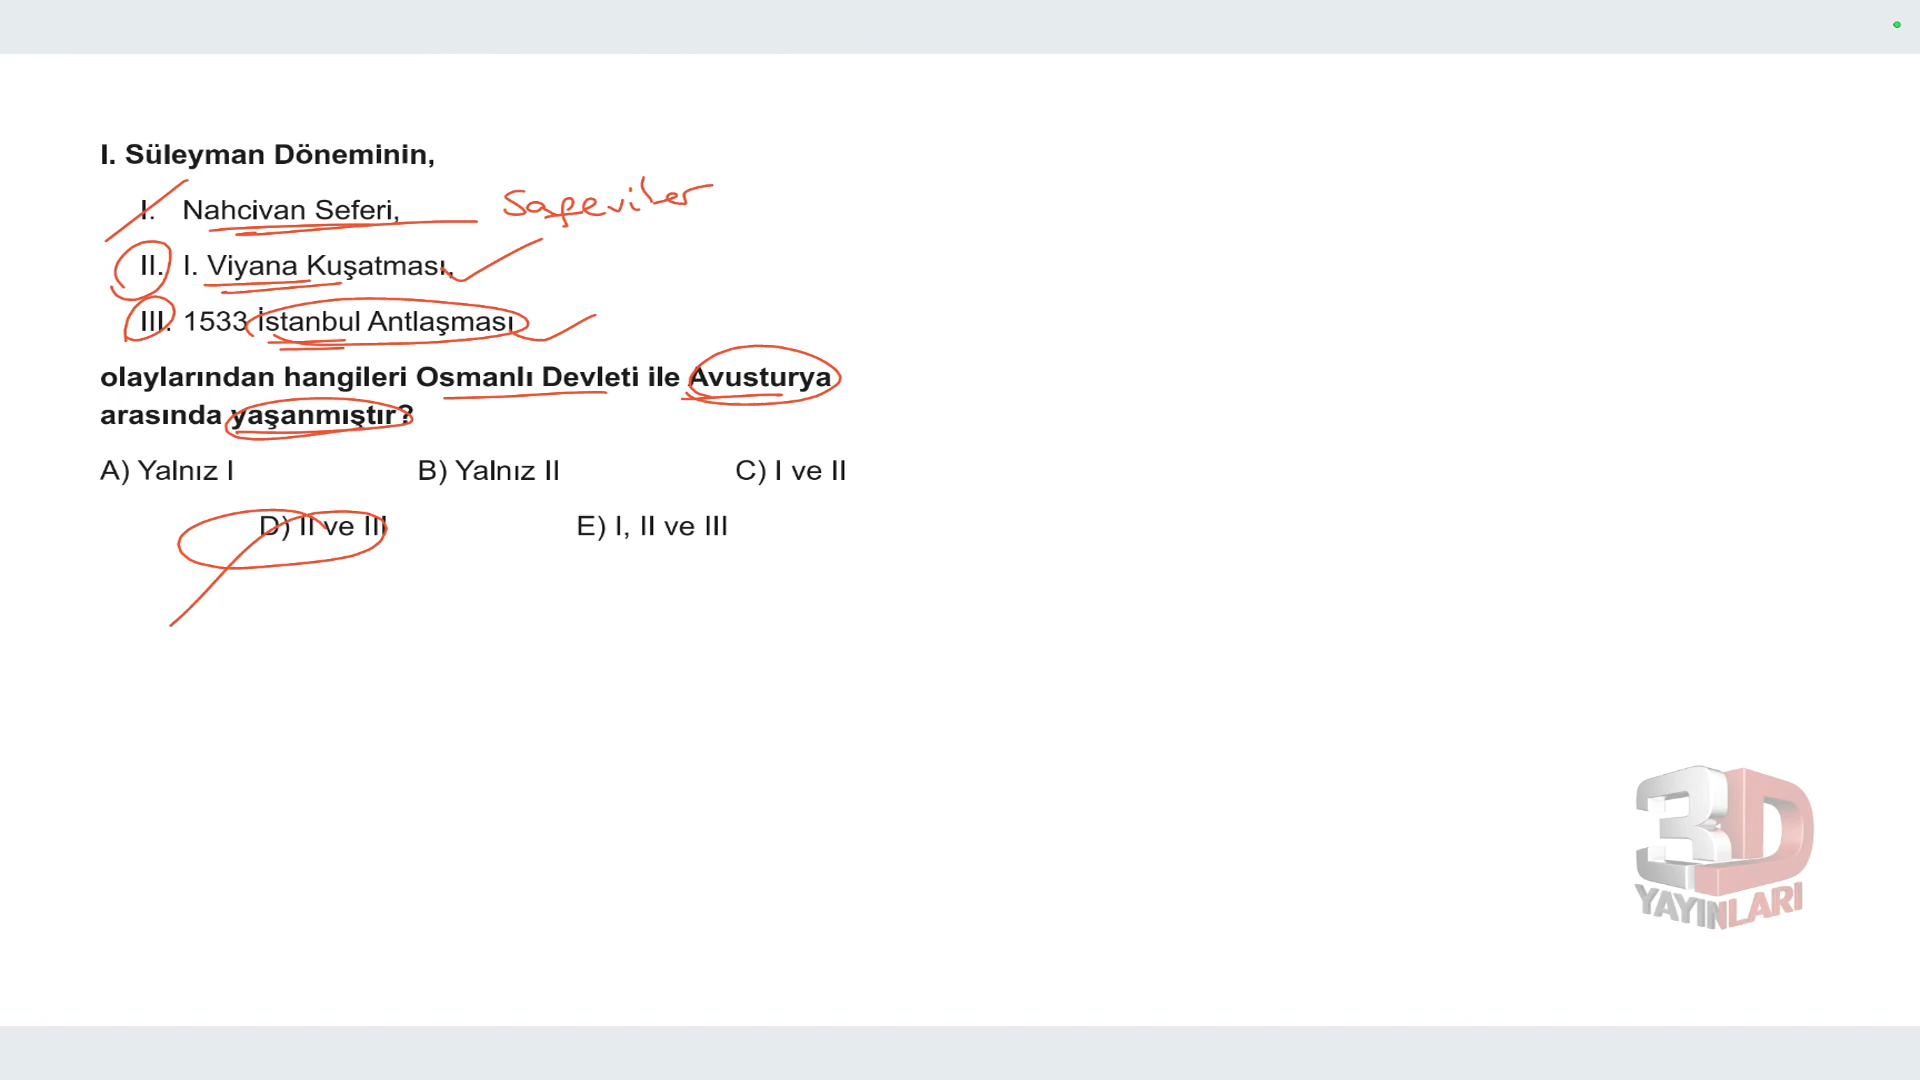 I. Süleyman Döneminin,
I. Nahcivan Seferi, Safeviler
II. I. Viyana Kuşatması,
III. 1533 İstanbul Antlaşması
olaylarından hangileri Osmanlı Devleti ile Avusturya
arasında yaşanmıştır?
A) Yalnız I B) Yalnız II C) I ve II
D) II ve III E) I, II ve III
3D
YAYINLARI